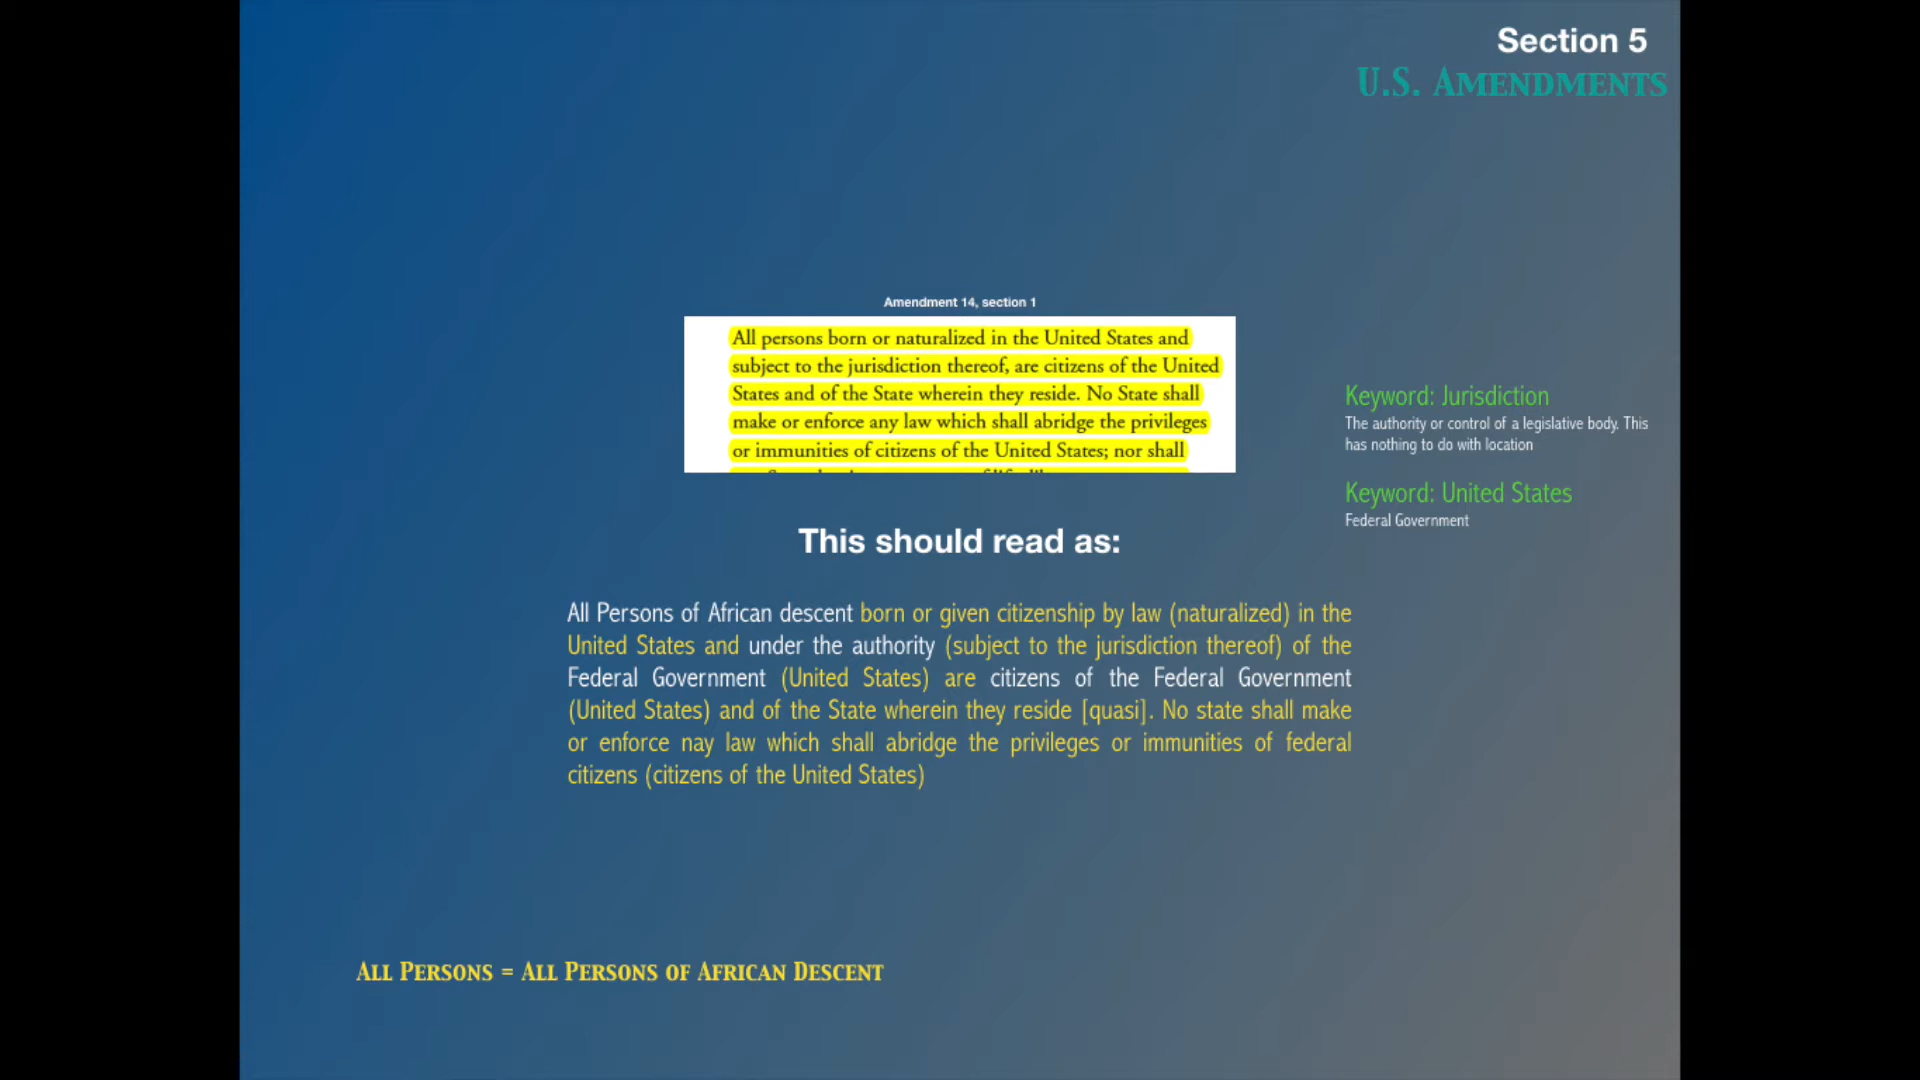 Section 5
U.S. Amendments
Amendment 14, section 1
All persons born or naturalized in the United States and
subject to the jurisdiction thereof, are citizens of the United
States and of the State wherein they reside. No State shall
make or enforce any law which shall abridge the privileges
or immunities of citizens of the United States; nor shall
Keyword: Jurisdiction
The authority or control of a legislative body. This
has nothing to do with location
Keyword: United States
Federal Government
This should read as:
All Persons of African descent born or given citizenship by law (naturalized) in the
United States and under the authority (subject to the jurisdiction thereof) of the
Federal Government (United States) are citizens of the Federal Government
(United States) and of the State wherein they reside [quasi]. No state shall make
or enforce nay law which shall abridge the privileges or immunities of federal
citizens (citizens of the United States)
All Persons = All Persons of African Descent